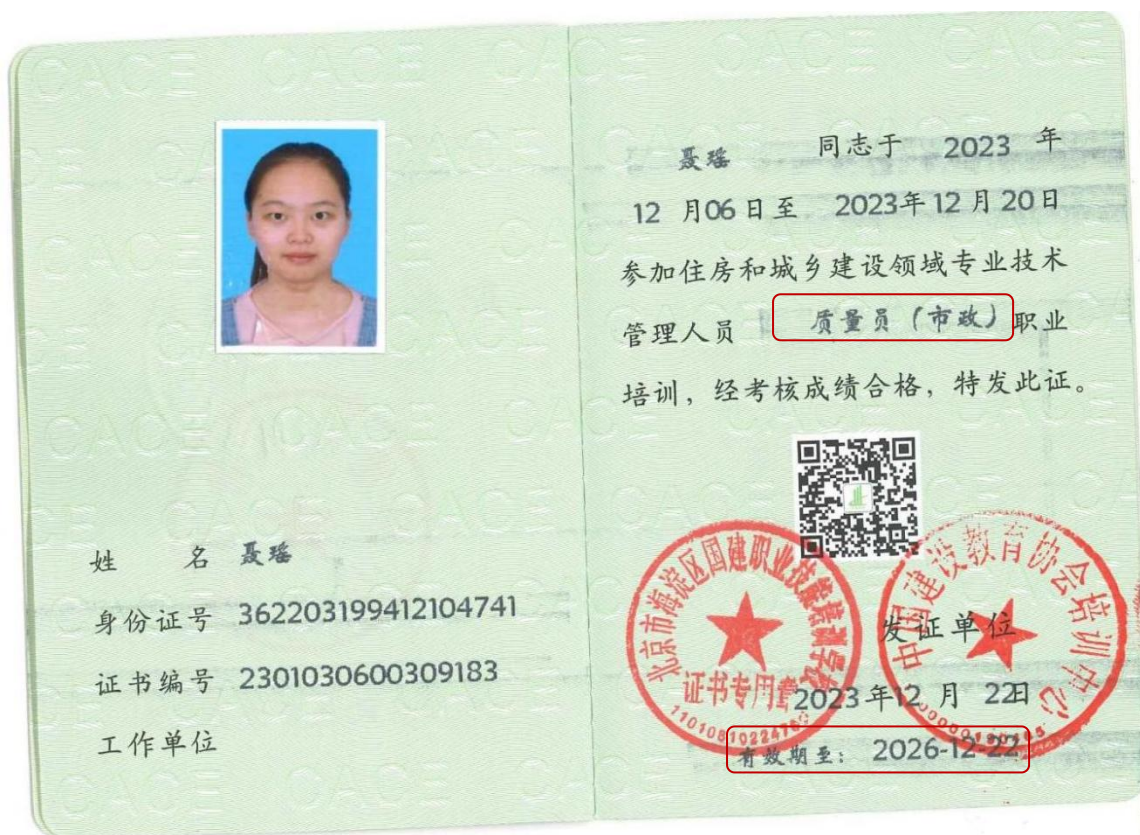 姓 名 聂瑶
身份证号 362203199412104741
证书编号 2301030600309183
工作单位
聂瑶 同志于 2023 年
12 月06日至 2023年12月20日
参加住房和城乡建设领域专业技术
管理人员 质量员（市政） 职业
培训，经考核成绩合格，特发此证。
北京市海淀区国建职业技能培训学校
证书专用章
中国建设教育协会培训中心
发证单位
2023年12月 22日
有效期至： 2026-12-22